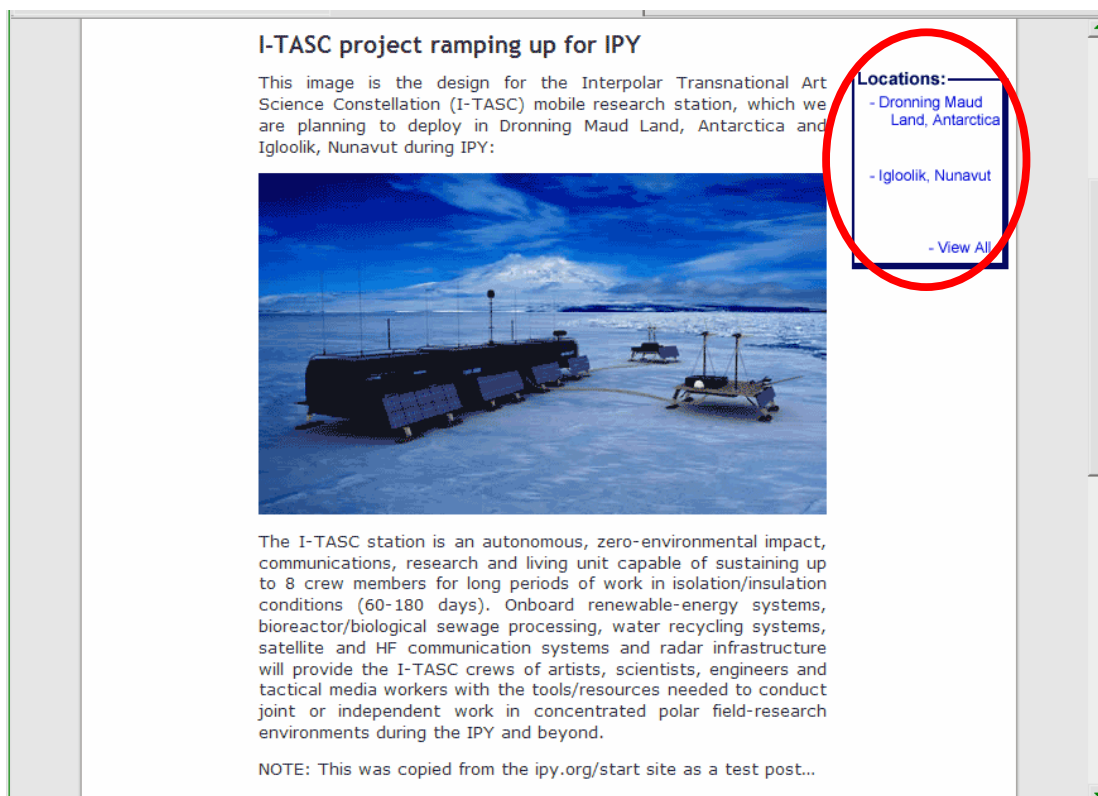 I-TASC project ramping up for IPY
This image is the design for the Interpolar Transnational Art
Science Constellation (I-TASC) mobile research station, which we
are planning to deploy in Dronning Maud Land, Antarctica and
Igloolik, Nunavut during IPY:
Locations:
- Dronning Maud
Land, Antarctica
- Igloolik, Nunavut
- View All
The I-TASC station is an autonomous, zero-environmental impact,
communications, research and living unit capable of sustaining up
to 8 crew members for long periods of work in isolation/insulation
conditions (60-180 days). Onboard renewable-energy systems,
bioreactor/biological sewage processing, water recycling systems,
satellite and HF communication systems and radar infrastructure
will provide the I-TASC crews of artists, scientists, engineers and
tactical media workers with the tools/resources needed to conduct
joint or independent work in concentrated polar field-research
environments during the IPY and beyond.
NOTE: This was copied from the ipy.org/start site as a test post...